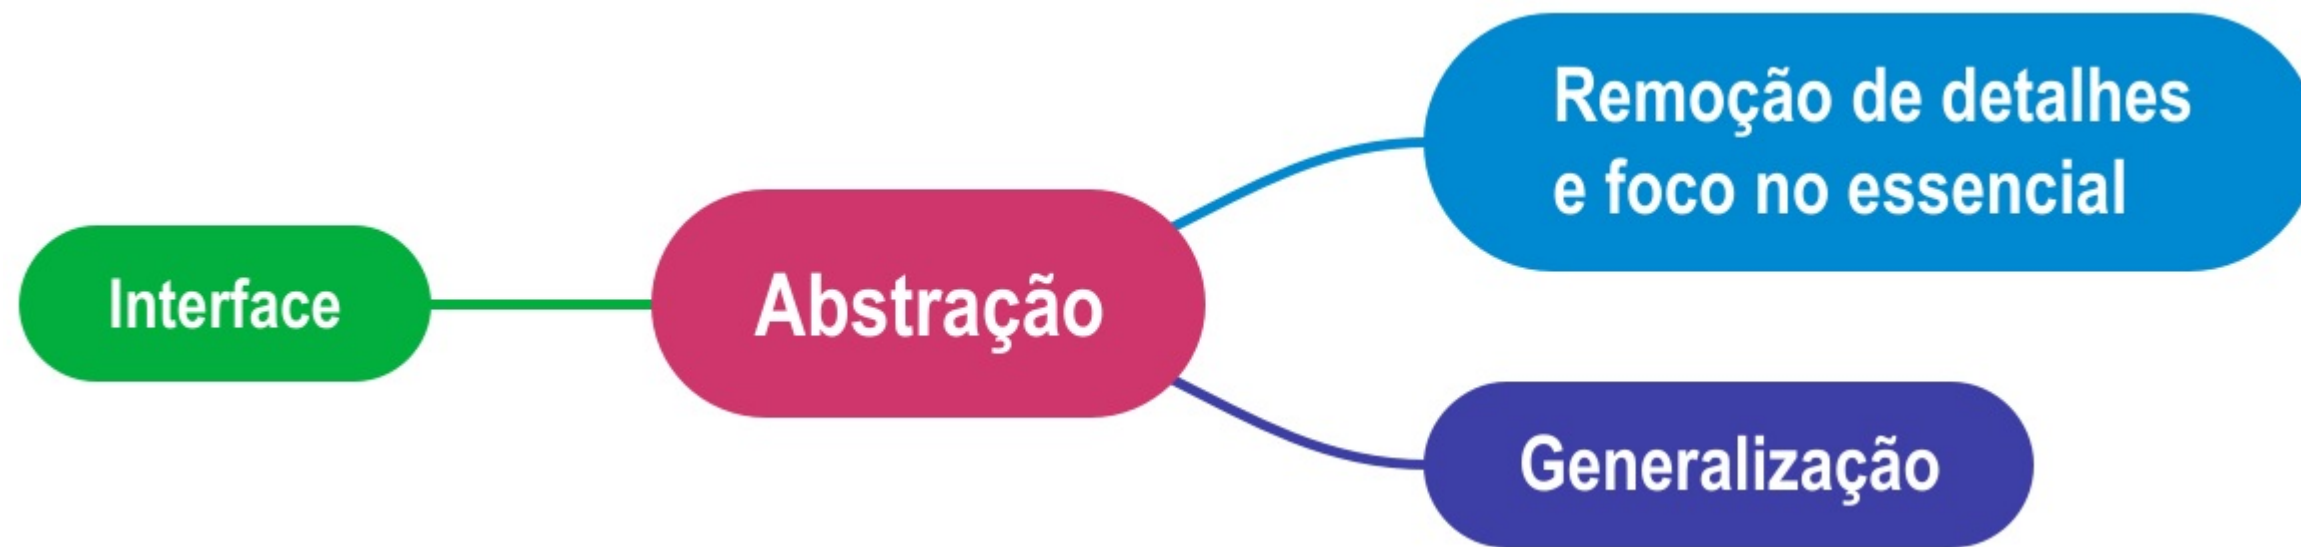 Interface
Abstração
Remoção de detalhes
e foco no essencial
Generalização